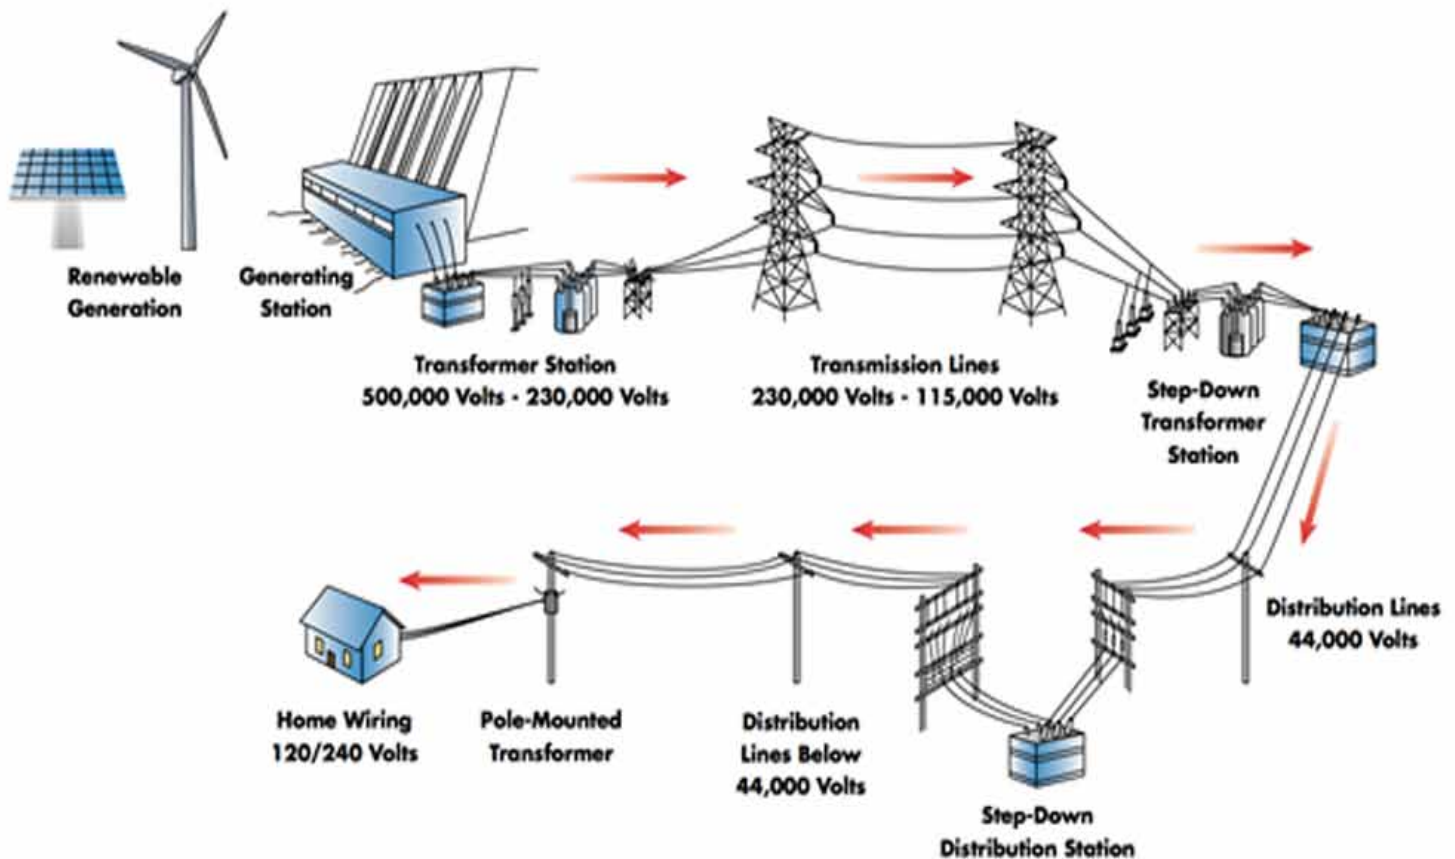 Renewable
Generation
Generating
Station
Transformer Station
500,000 Volts - 230,000 Volts
Transmission Lines
230,000 Volts - 115,000 Volts
Step-Down
Transformer
Station
Distribution Lines
44,000 Volts
Home Wiring
120/240 Volts
Pole-Mounted
Transformer
Distribution
Lines Below
44,000 Volts
Step-Down
Distribution Station